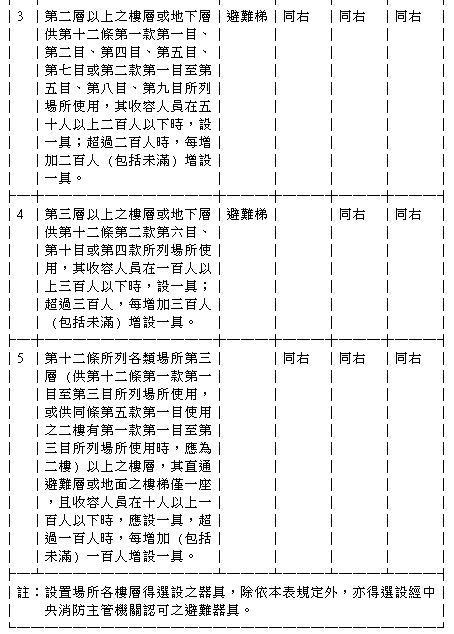 3 第二層以上之樓層或地下層 避難梯 同右 同右 同右
供第十二條第一款第一目、
第二目、第四目、第五目、
第七目或第二款第一目至第
五目、第八目、第九目所列
場所使用，其收容人員在五
十人以上二百人以下時，設
一具；超過二百人時，每增
加二百人（包括未滿）增設
一具。
4 第三層以上之樓層或地下層 避難梯 同右 同右
供第十二條第二款第六目、
第十目或第四款所列場所使
用，其收容人員在一百人以
上三百人以下時，設一具；
超過三百人，每增加三百人
（包括未滿）增設一具。
5 第十二條所列各類場所第三 同右 同右 同右
層（供第十二條第一款第一
目至第三目所列場所使用，
或供同條第五款第一目使用
之二樓有第一款第一目至第
三目所列場所使用時，應為
二樓）以上之樓層，其直通
避難層或地面之樓梯僅一座
，且收容人員在十人以上一
百人以下時，應設一具，超
過一百人時，每增加（包括
未滿）一百人增設一具。
註：設置場所各樓層得選設之器具，除依本表規定外，亦得選設經中
央消防主管機關認可之避難器具。